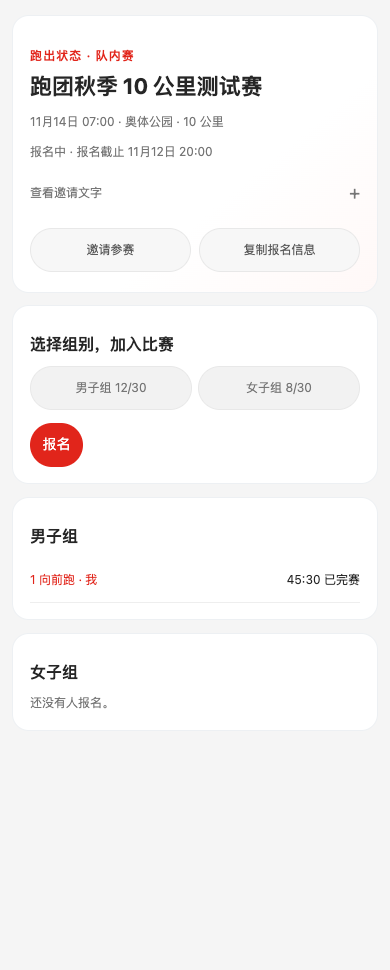 跑出状态 · 队内赛
跑团秋季 10 公里测试赛
11月14日 07:00 · 奥体公园 · 10 公里
报名中 · 报名截止 11月12日 20:00
查看邀请文字 +
邀请参赛 复制报名信息
选择组别，加入比赛
男子组 12/30 女子组 8/30
报名
男子组
1 向前跑 · 我 45:30 已完赛
女子组
还没有人报名。